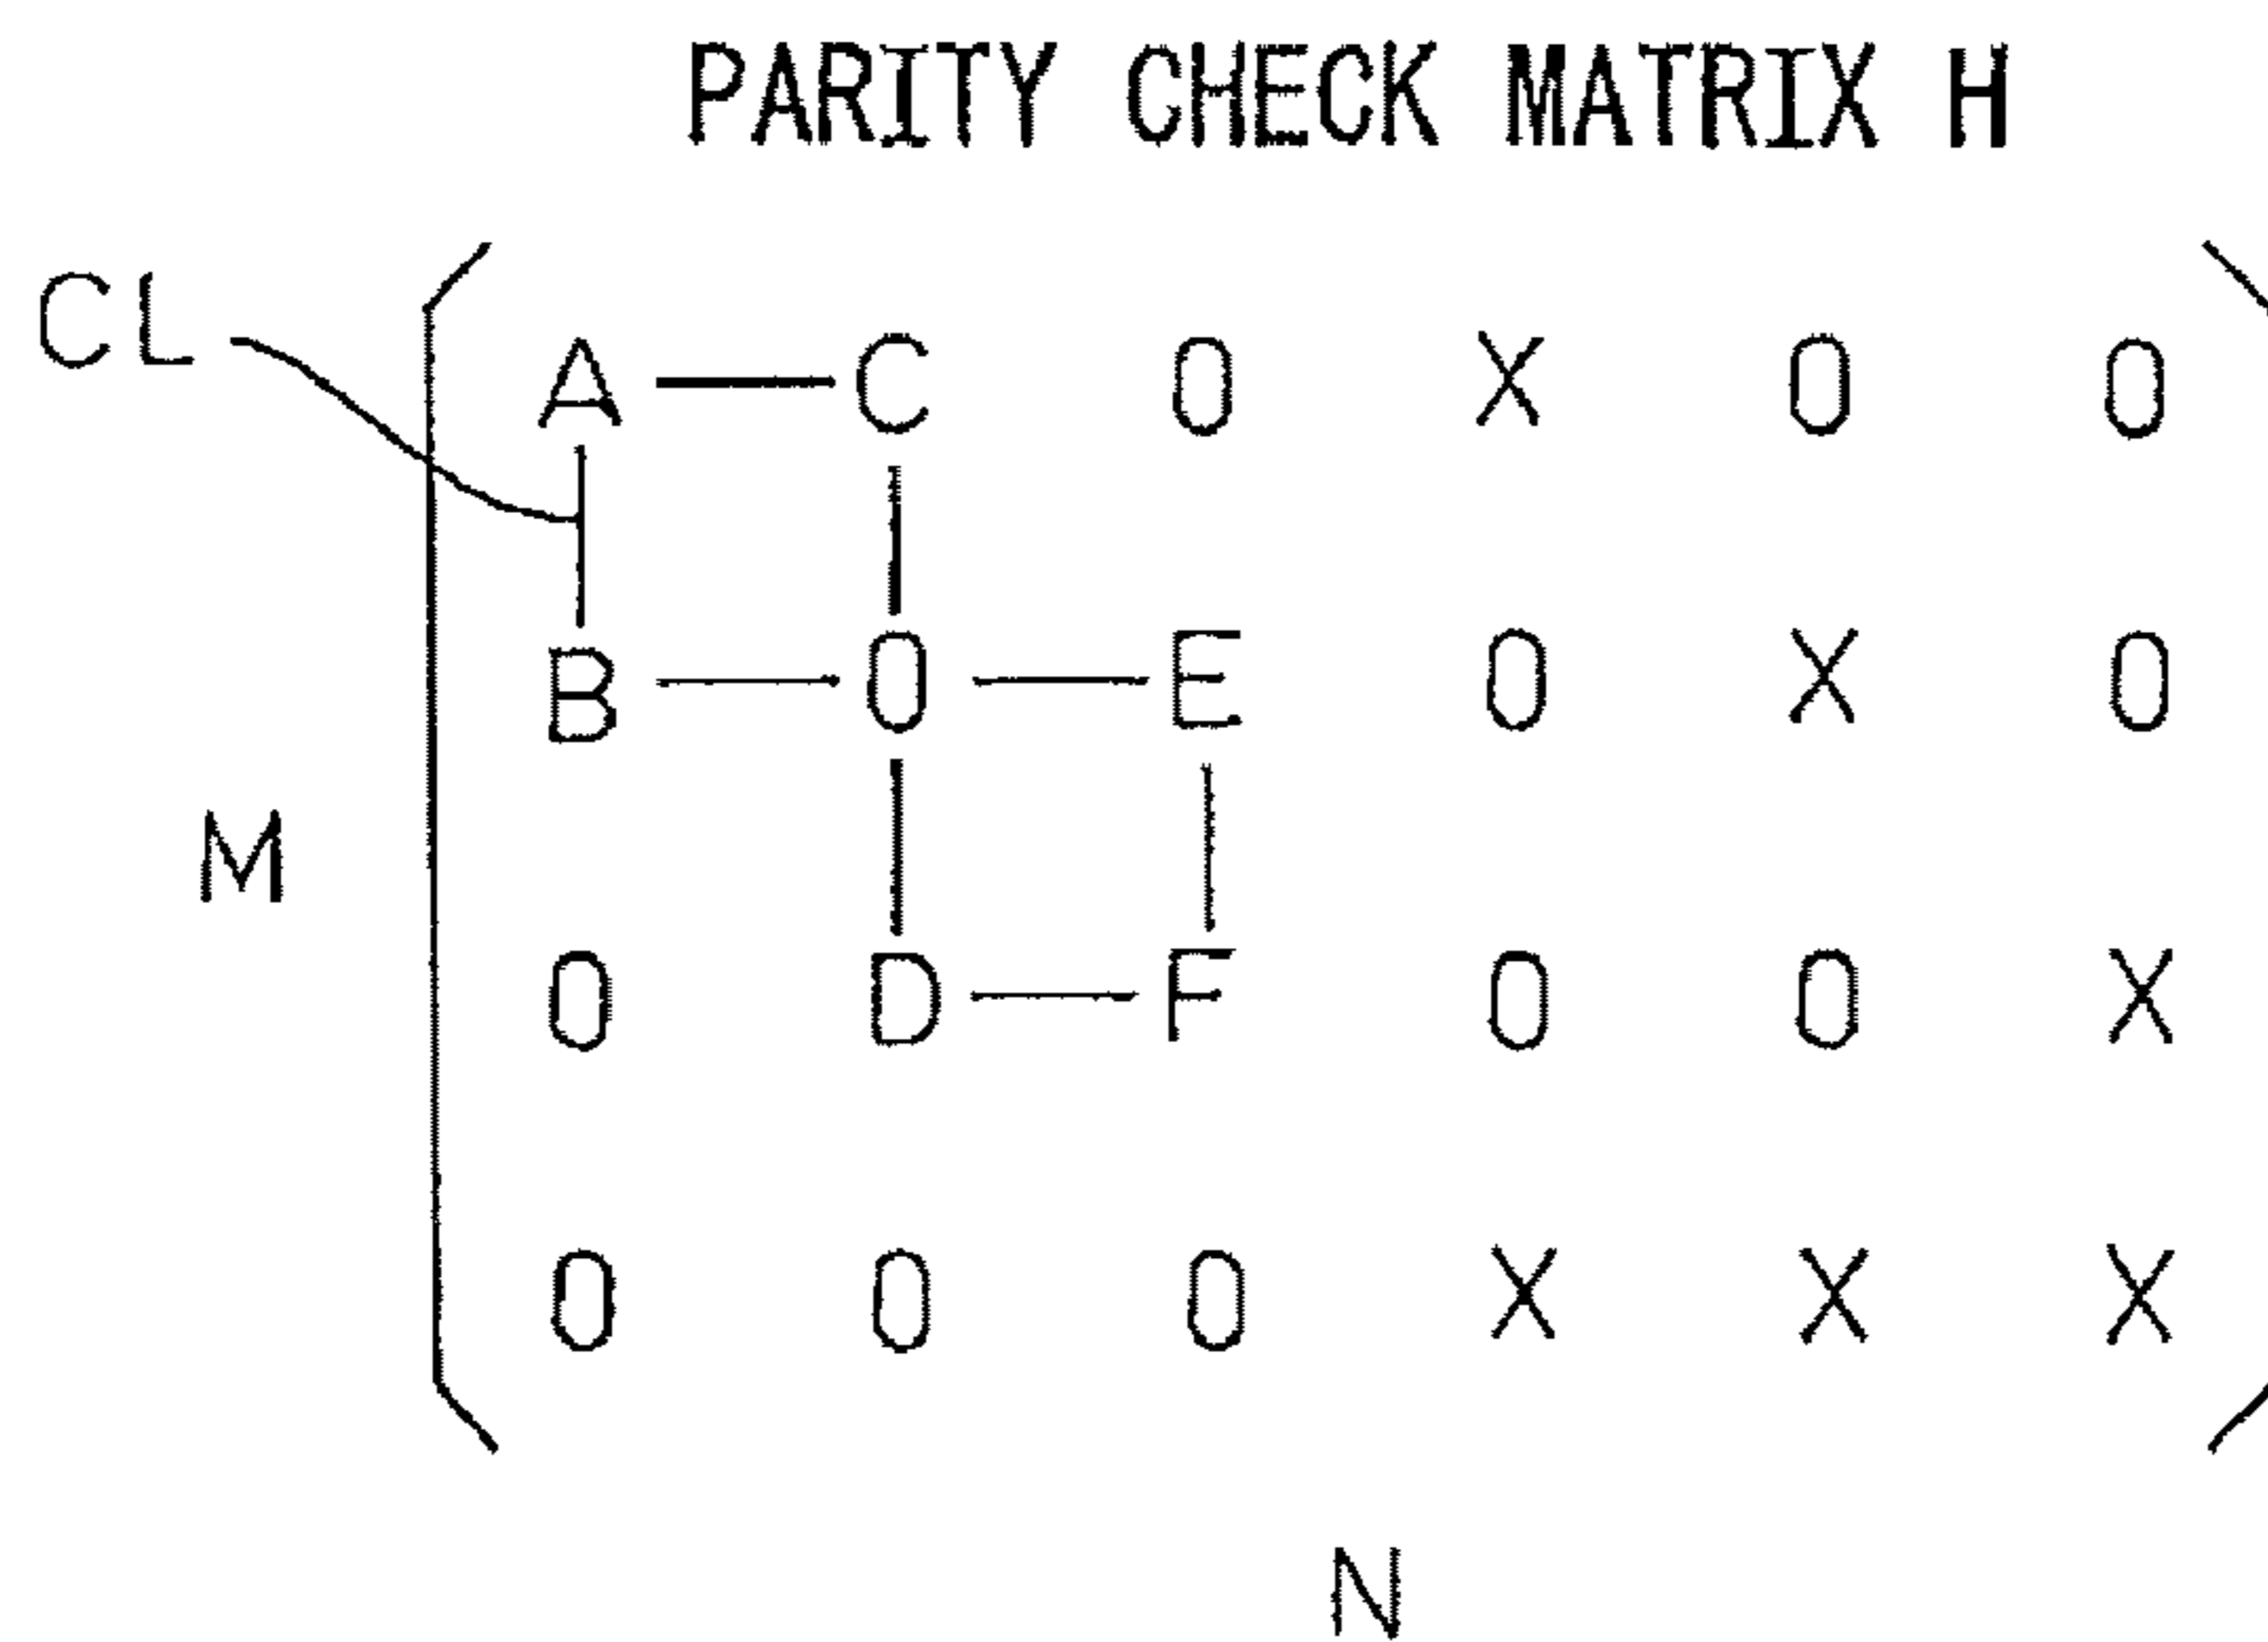 PARITY CHECK MATRIX H
CL
A C 0 X 0 0
B 0 E 0 X 0
M
0 D F 0 0 X
0 0 0 X X X
N